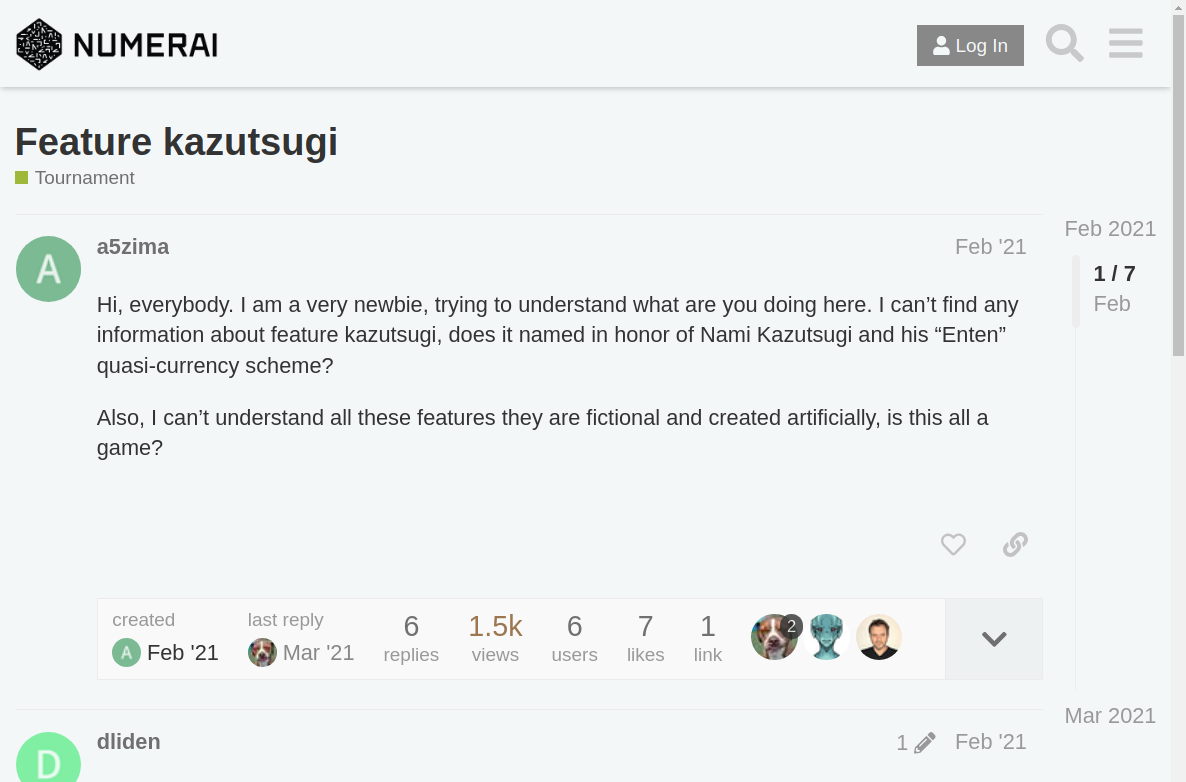 NUMERAI
Log In
Feature kazutsugi
Tournament
a5zima
Feb '21
Hi, everybody. I am a very newbie, trying to understand what are you doing here. I can’t find any
information about feature kazutsugi, does it named in honor of Nami Kazutsugi and his “Enten”
quasi-currency scheme?
Also, I can’t understand all these features they are fictional and created artificially, is this all a
game?
Feb 2021
1 / 7
Feb
created
A Feb '21
last reply
Mar '21
6
replies
1.5k
views
6
users
7
likes
1
link
2
Mar 2021
A
D
dliden
1
Feb '21